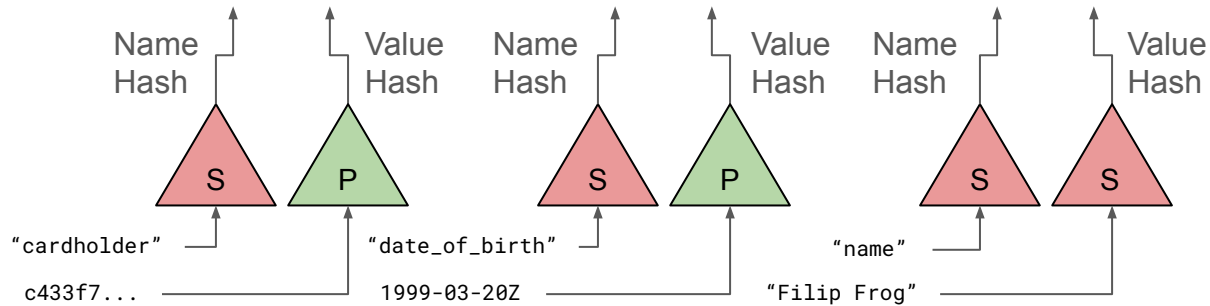 Name Hash
Value Hash
Name Hash
Value Hash
Name Hash
Value Hash
S
P
S
P
S
S
“cardholder”
“date_of_birth”
“name”
c433f7...
1999-03-20Z
“Filip Frog”